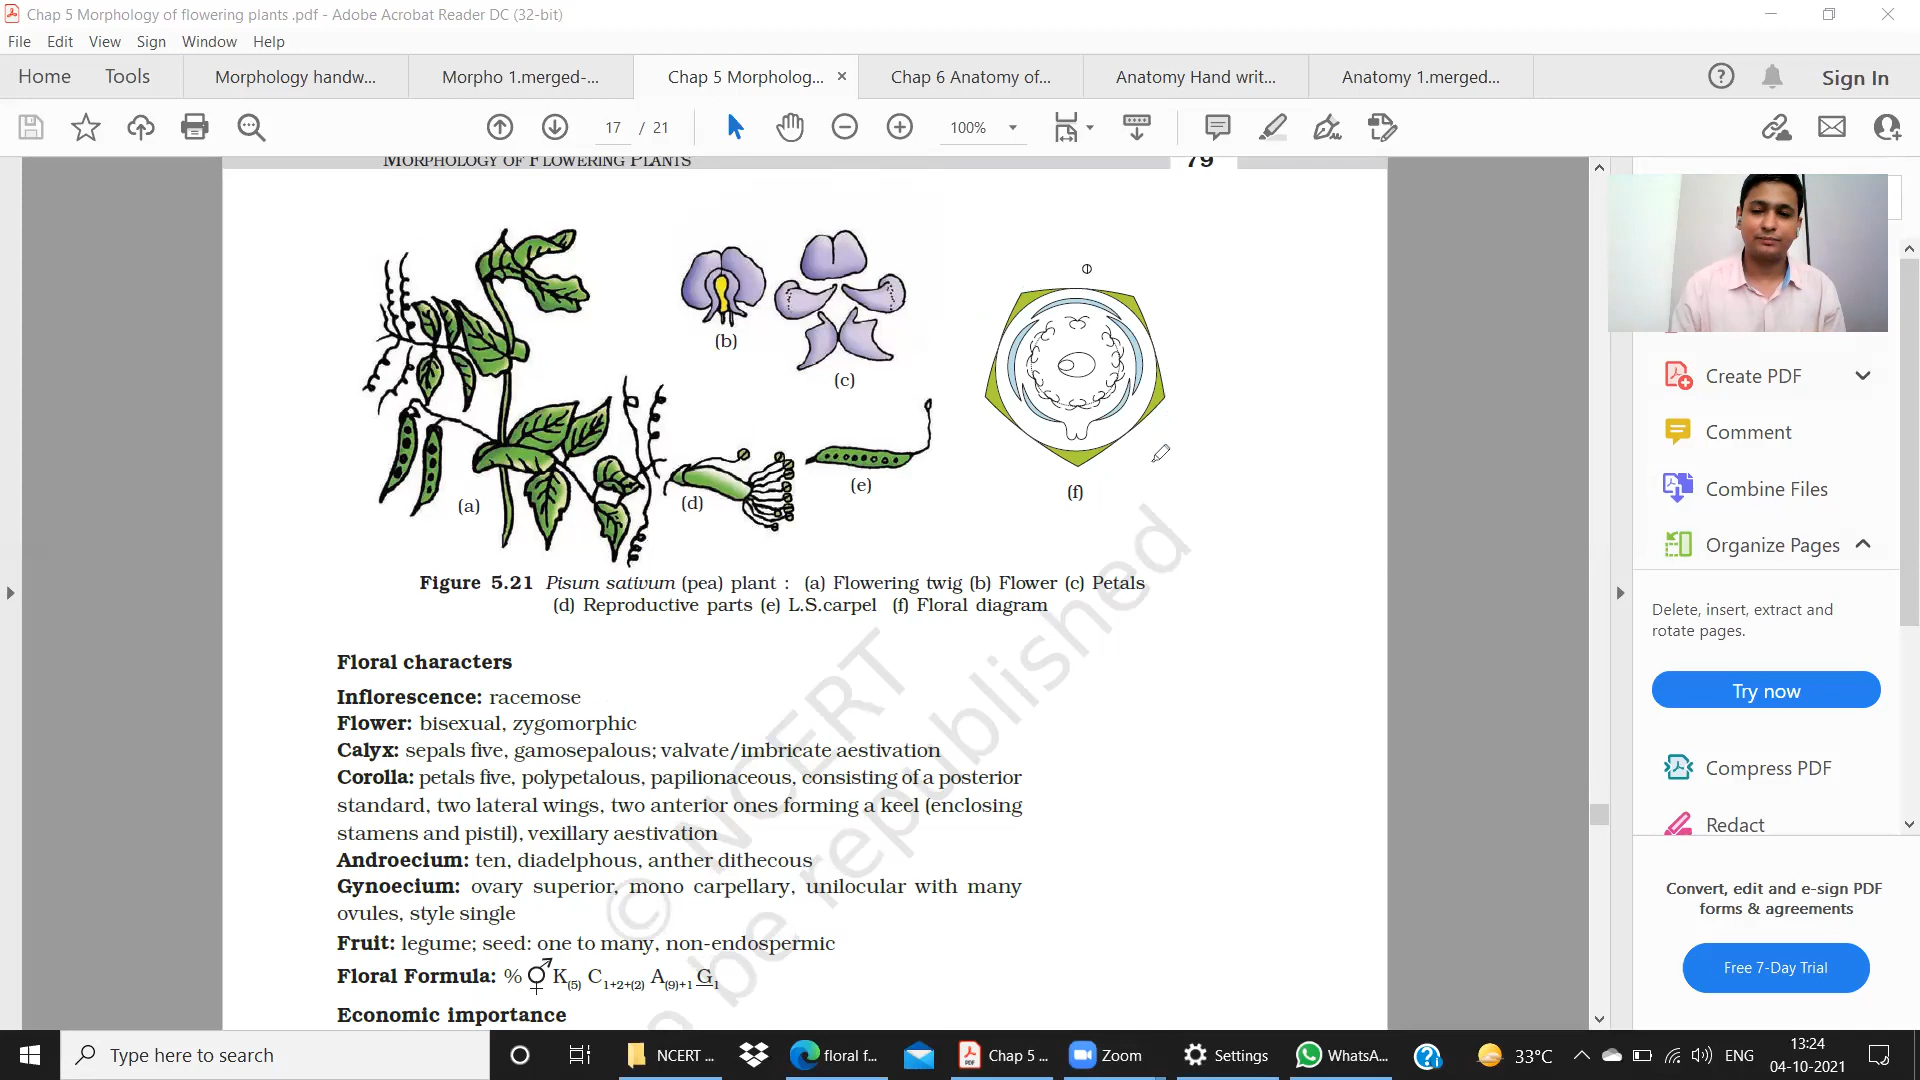 Chap 5 Morphology of flowering plants .pdf - Adobe Acrobat Reader DC (32-bit)
File Edit View Sign Window Help
Home Tools Morphology handw... Morpho 1.merged-... Chap 5 Morpholog... × Chap 6 Anatomy of... Anatomy Hand writ... Anatomy 1.merged... Sign In
17 / 21 100%
MORPHOLOGY OF FLOWERING PLANTS 79
(a)
(b)
(c)
(d)
(e)
(f)
Figure 5.21 Pisum sativum (pea) plant : (a) Flowering twig (b) Flower (c) Petals
(d) Reproductive parts (e) L.S.carpel (f) Floral diagram
Floral characters
Inflorescence: racemose
Flower: bisexual, zygomorphic
Calyx: sepals five, gamosepalous; valvate/imbricate aestivation
Corolla: petals five, polypetalous, papilionaceous, consisting of a posterior
standard, two lateral wings, two anterior ones forming a keel (enclosing
stamens and pistil), vexillary aestivation
Androecium: ten, diadelphous, anther dithecous
Gynoecium: ovary superior, mono carpellary, unilocular with many
ovules, style single
Fruit: legume; seed: one to many, non-endospermic
Floral Formula: % ⚥ K(5) C1+2+(2) A(9)+1 G1
Economic importance
© NCERT
o be republished
Create PDF
Comment
Combine Files
Organize Pages
Delete, insert, extract and
rotate pages.
Try now
Compress PDF
Redact
Convert, edit and e-sign PDF
forms & agreements
Free 7-Day Trial
Type here to search NCERT ... floral f... Chap 5 ... Zoom Settings WhatsA... 33°C ENG 13:24
04-10-2021